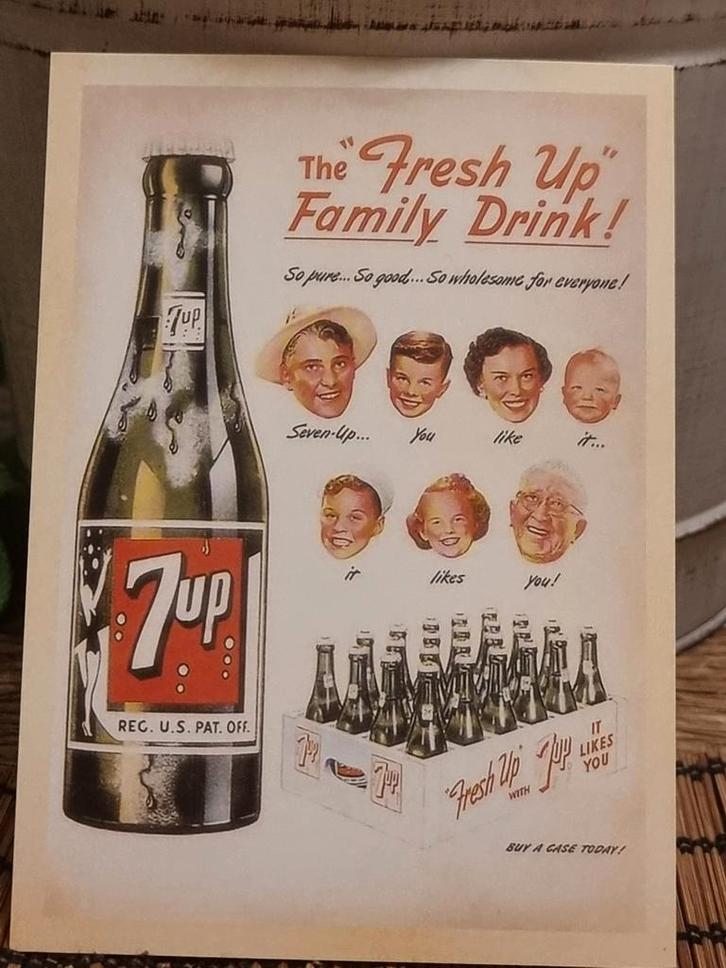 The "Fresh Up"
Family Drink!
So pure... So good... So wholesome for everyone!
Seven-Up... You like it...
it likes you!
7up
7up
REG. U.S. PAT. OFF.
7up
7up
"Fresh Up" WITH 7up
IT
LIKES
YOU
BUY A CASE TODAY!